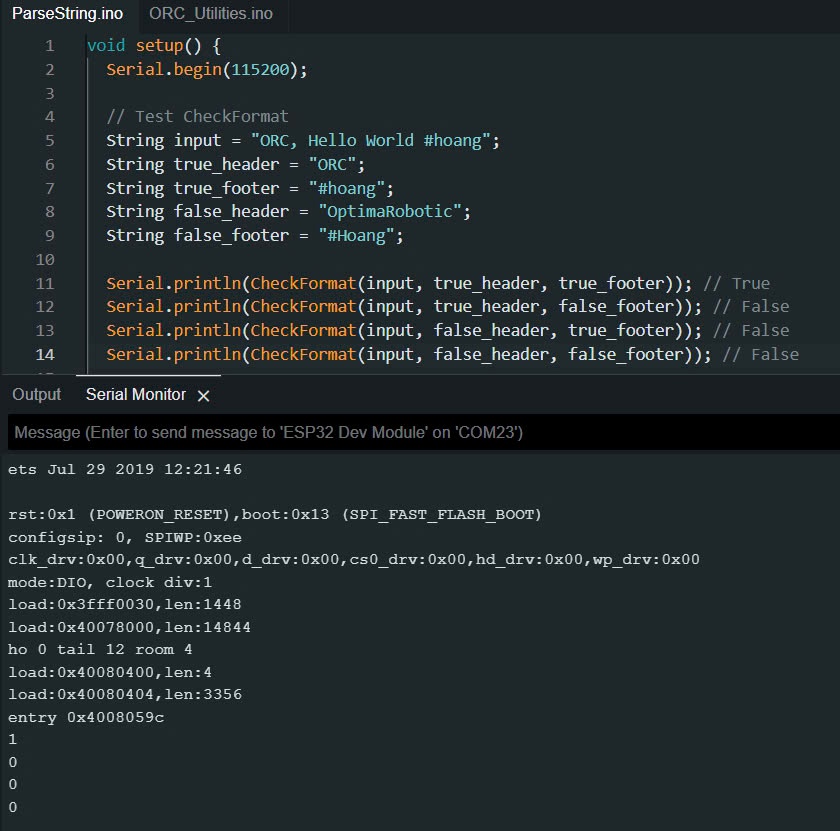 ParseString.ino ORC_Utilities.ino
1 void setup() {
2 Serial.begin(115200);
3
4 // Test CheckFormat
5 String input = "ORC, Hello World #hoang";
6 String true_header = "ORC";
7 String true_footer = "#hoang";
8 String false_header = "OptimaRobotic";
9 String false_footer = "#Hoang";
10
11 Serial.println(CheckFormat(input, true_header, true_footer)); // True
12 Serial.println(CheckFormat(input, true_header, false_footer)); // False
13 Serial.println(CheckFormat(input, false_header, true_footer)); // False
14 Serial.println(CheckFormat(input, false_header, false_footer)); // False
Output Serial Monitor ×
Message (Enter to send message to 'ESP32 Dev Module' on 'COM23')
ets Jul 29 2019 12:21:46
rst:0x1 (POWERON_RESET),boot:0x13 (SPI_FAST_FLASH_BOOT)
configsip: 0, SPIWP:0xee
clk_drv:0x00,q_drv:0x00,d_drv:0x00,cs0_drv:0x00,hd_drv:0x00,wp_drv:0x00
mode:DIO, clock div:1
load:0x3fff0030,len:1448
load:0x40078000,len:14844
ho 0 tail 12 room 4
load:0x40080400,len:4
load:0x40080404,len:3356
entry 0x4008059c
1
0
0
0